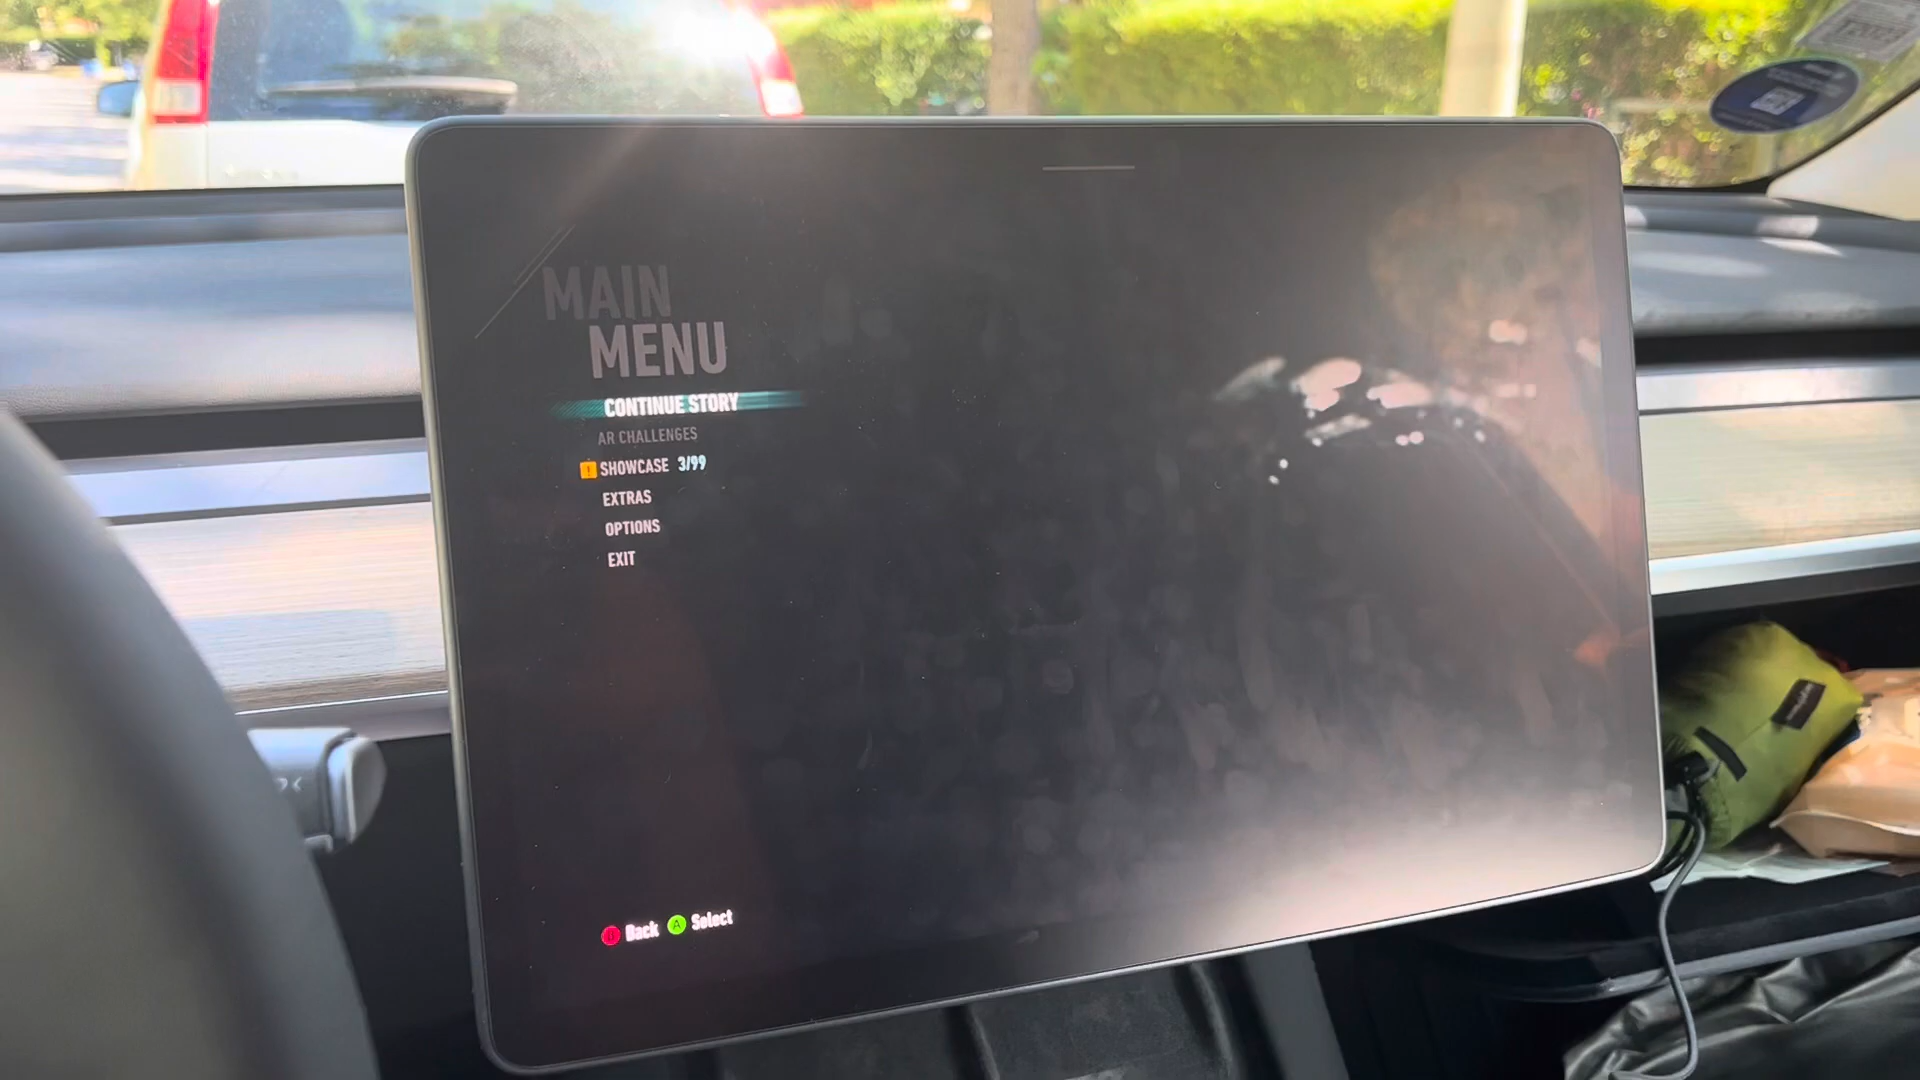 MAIN
MENU
CONTINUE STORY
AR CHALLENGES
! SHOWCASE 3/99
EXTRAS
OPTIONS
EXIT
Back A Select